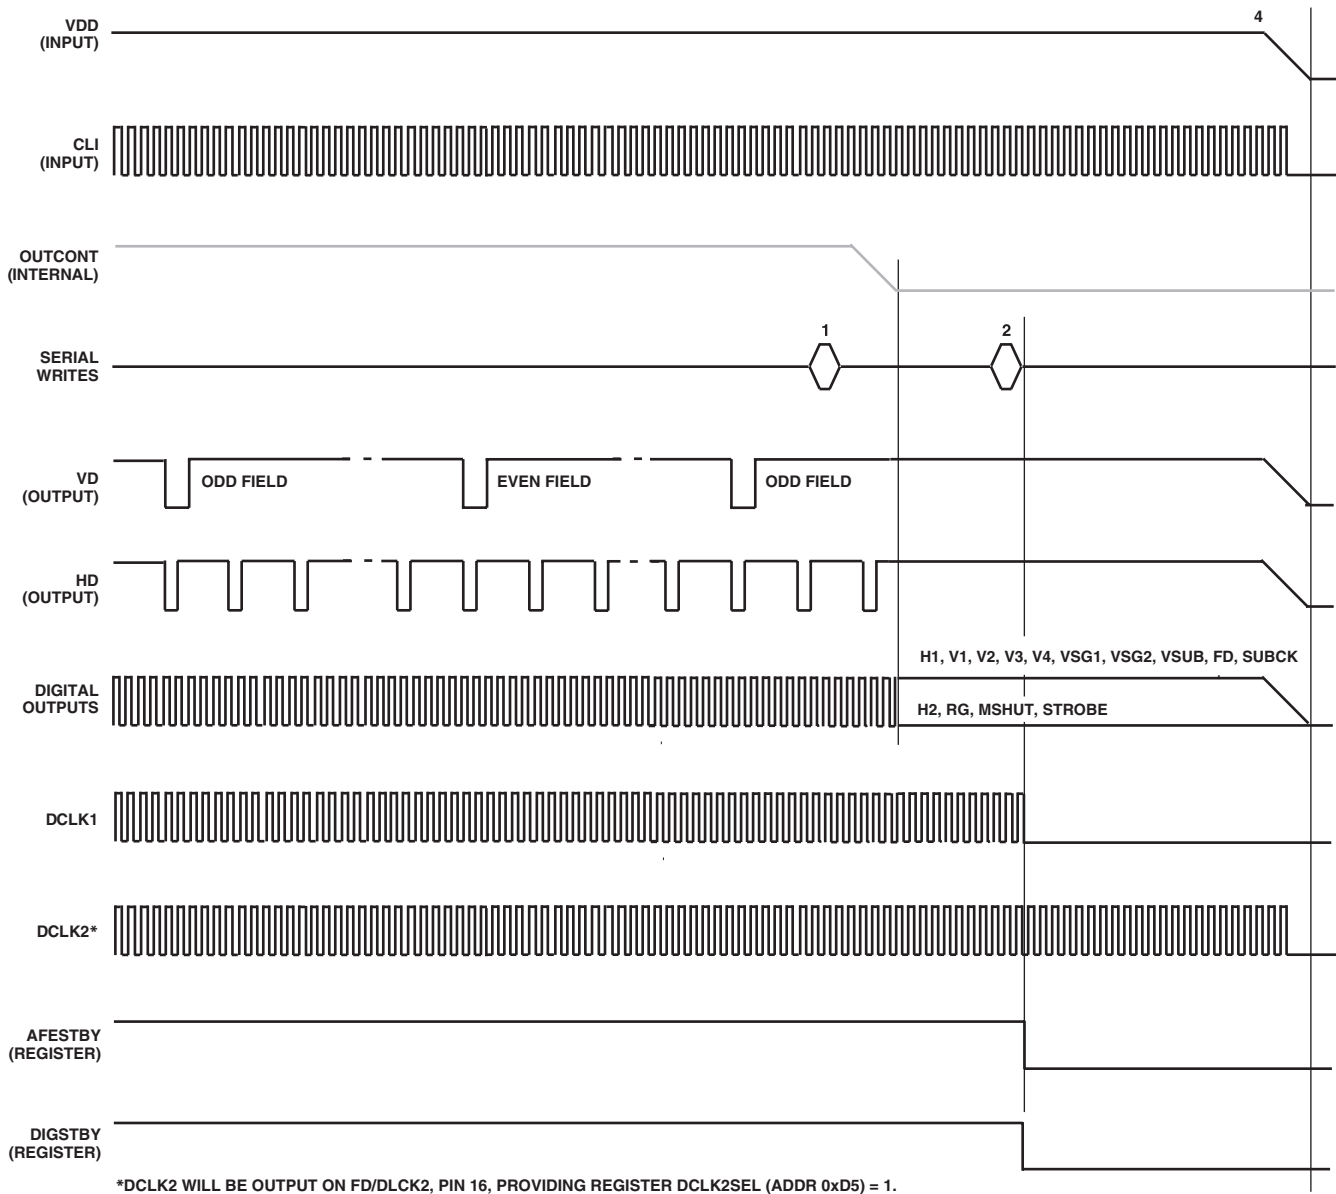 4
VDD
(INPUT)
CLI
(INPUT)
OUTCONT
(INTERNAL)
1
2
SERIAL
WRITES
VD
(OUTPUT)
ODD FIELD
EVEN FIELD
ODD FIELD
HD
(OUTPUT)
H1, V1, V2, V3, V4, VSG1, VSG2, VSUB, FD, SUBCK
DIGITAL
OUTPUTS
H2, RG, MSHUT, STROBE
DCLK1
DCLK2*
AFESTBY
(REGISTER)
DIGSTBY
(REGISTER)
*DCLK2 WILL BE OUTPUT ON FD/DLCK2, PIN 16, PROVIDING REGISTER DCLK2SEL (ADDR 0xD5) = 1.